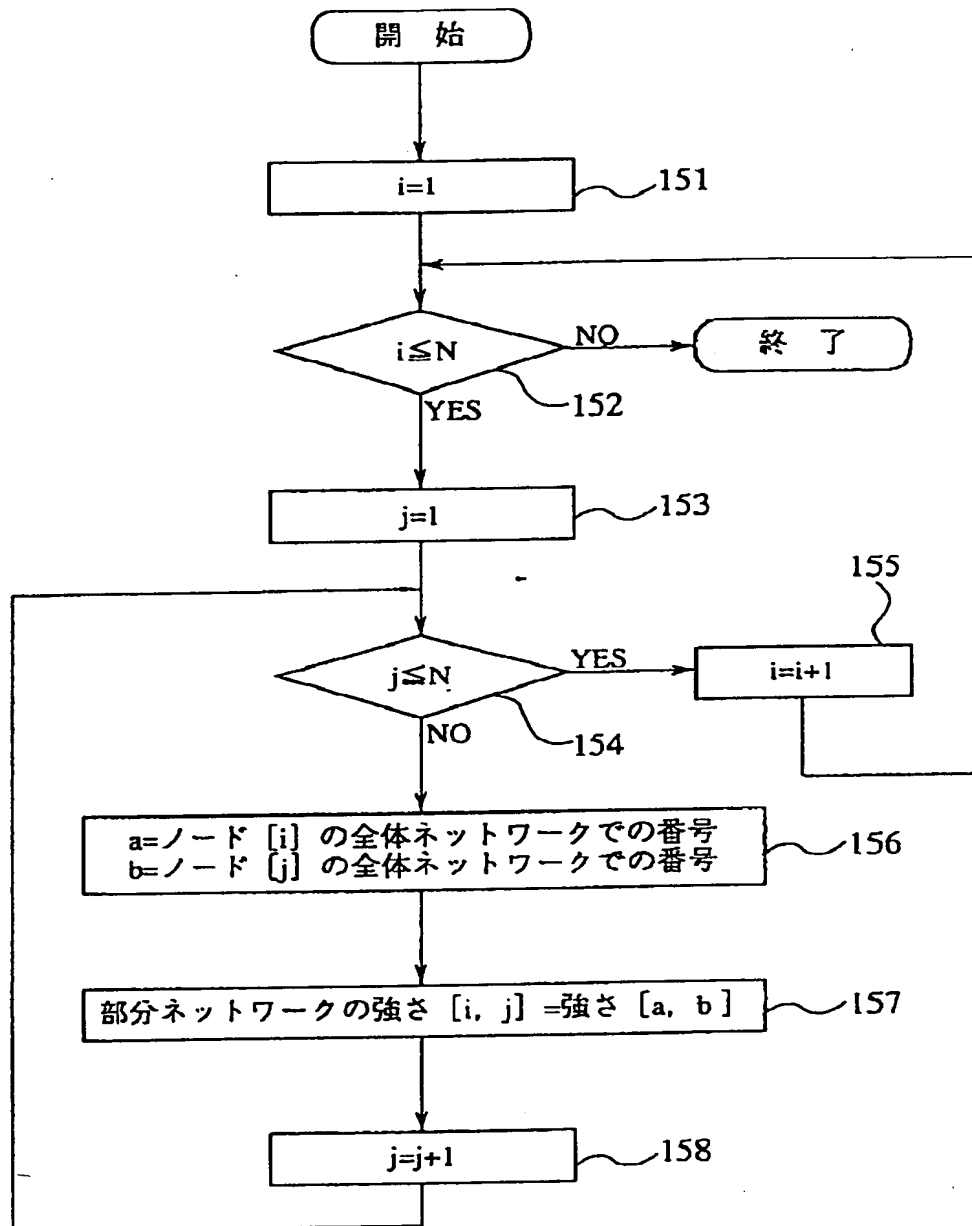 開 始
i=1
151
i≦N
NO
終 了
152
YES
j=1
153
155
j≦N
YES
i=i+1
154
NO
a=ノード [i] の全体ネットワークでの番号
b=ノード [j] の全体ネットワークでの番号
156
部分ネットワークの強さ [i, j] =強さ [a, b]
157
j=j+1
158